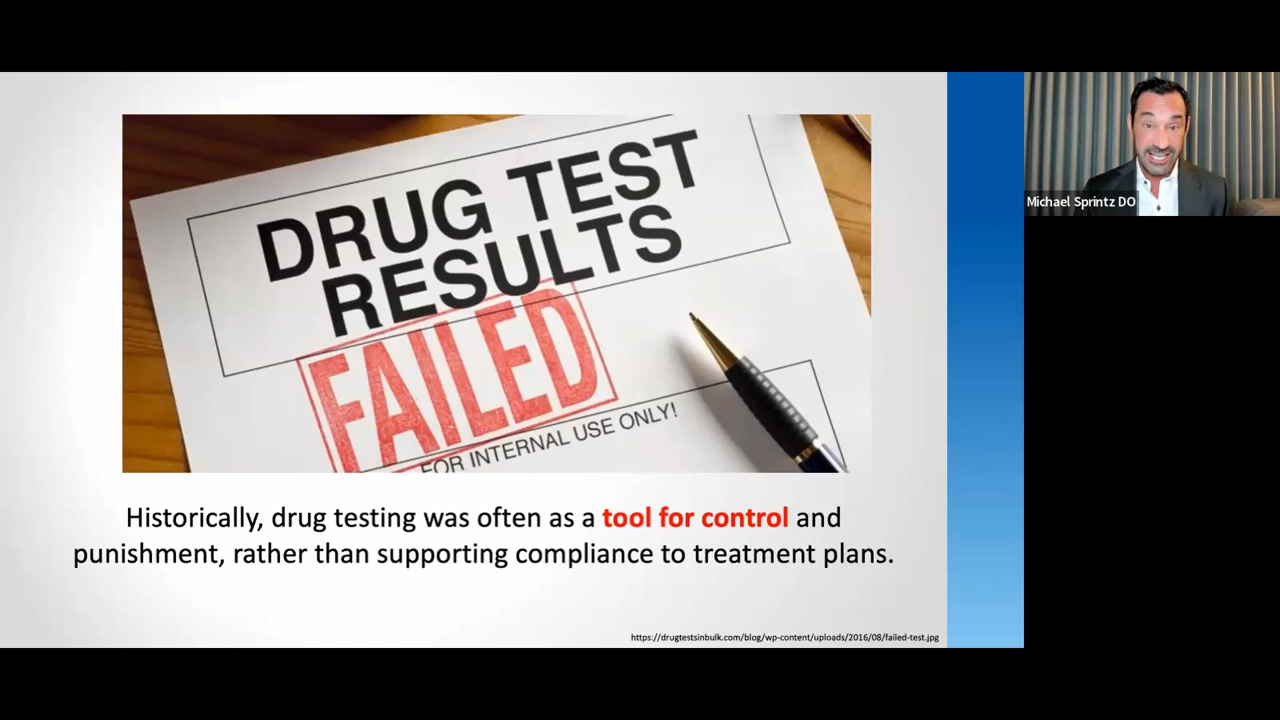 DRUG TEST
RESULTS
FAILED
FOR INTERNAL USE ONLY!
Historically, drug testing was often as a tool for control and
punishment, rather than supporting compliance to treatment plans.
https://drugtestsinbulk.com/blog/wp-content/uploads/2016/08/failed-test.jpg
Michael Sprintz DO